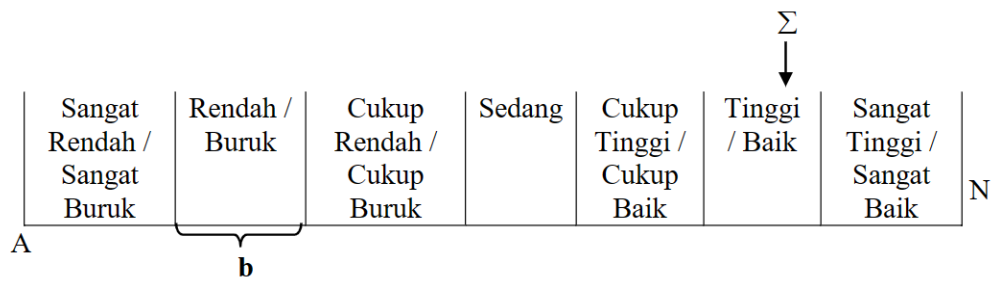 Σ
Sangat
Rendah /
Sangat
Buruk
Rendah /
Buruk
Cukup
Rendah /
Cukup
Buruk
Sedang
Cukup
Tinggi /
Cukup
Baik
Tinggi
/ Baik
Sangat
Tinggi /
Sangat
Baik
A
N
b